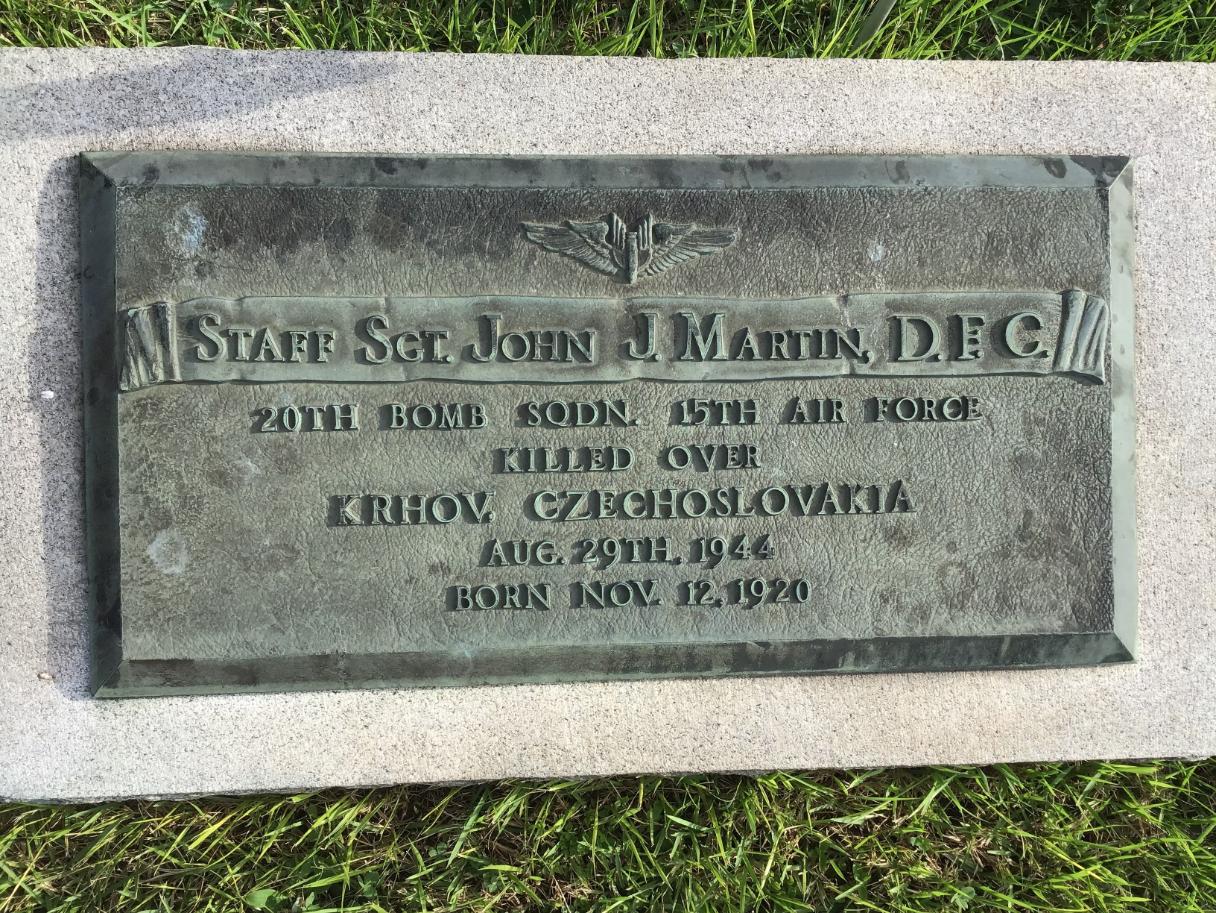 STAFF SGT. JOHN J. MARTIN, D.F.C.
20TH BOMB SQDN. 15TH AIR FORCE
KILLED OVER
KRHOV, CZECHOSLOVAKIA
AUG. 29TH, 1944
BORN NOV. 12, 1920